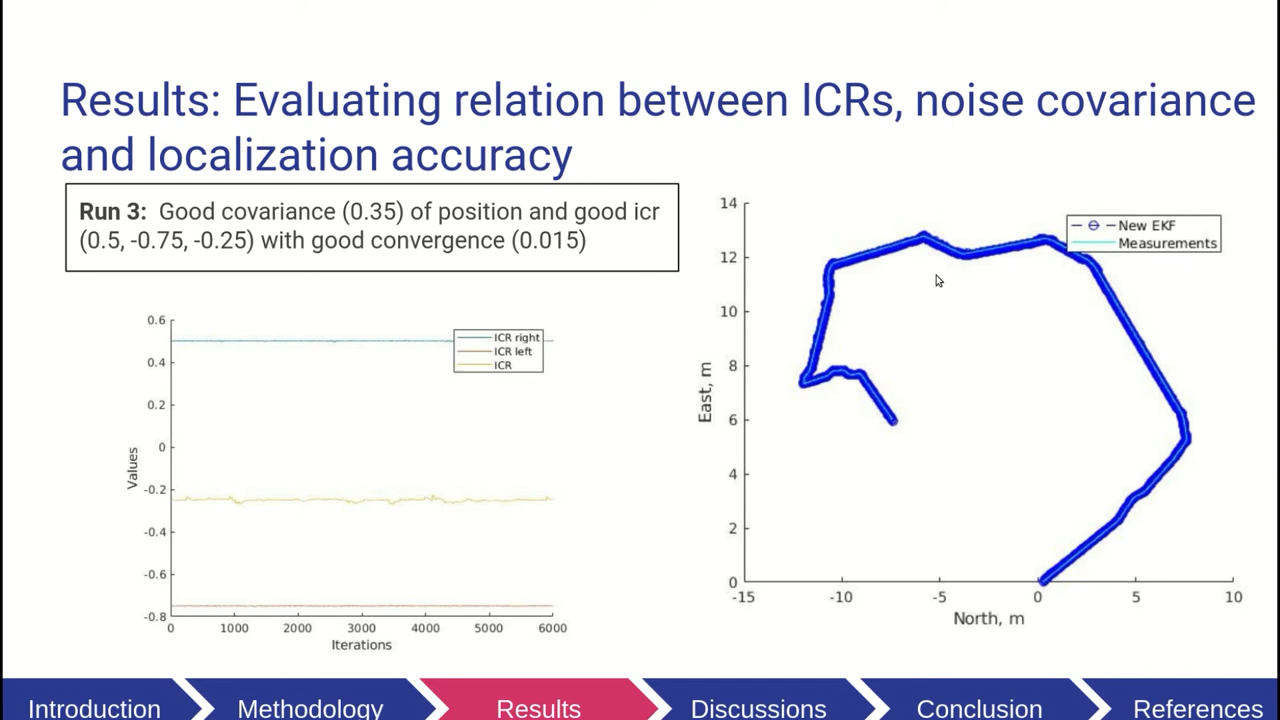 Results: Evaluating relation between ICRs, noise covariance
and localization accuracy
Run 3: Good covariance (0.35) of position and good icr
(0.5, -0.75, -0.25) with good convergence (0.015)
0.6
0.4
0.2
0
-0.2
-0.4
-0.6
-0.8
Values
0 1000 2000 3000 4000 5000 6000
Iterations
ICR right
ICR left
ICR
14
12
10
8
6
4
2
0
East, m
-15 -10 -5 0 5 10
North, m
New EKF
Measurements
Introduction Methodology Results Discussions Conclusion References